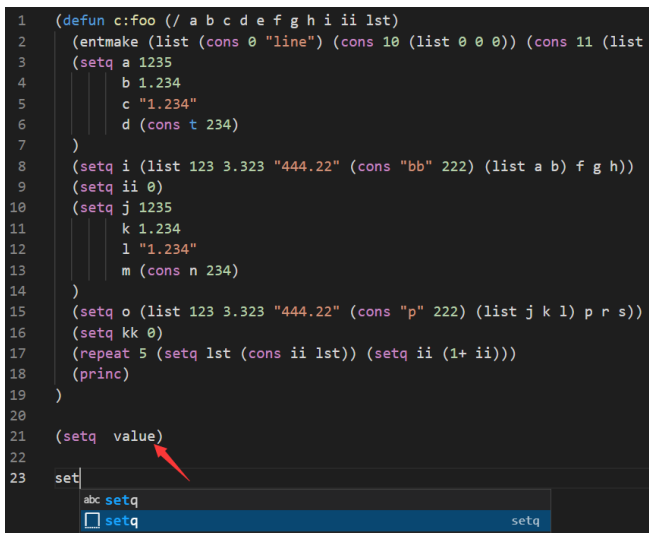 1 (defun c:foo (/ a b c d e f g h i ii lst)
2 (entmake (list (cons 0 "line") (cons 10 (list 0 0 0)) (cons 11 (list
3 (setq a 1235
4 b 1.234
5 c "1.234"
6 d (cons t 234)
7 )
8 (setq i (list 123 3.323 "444.22" (cons "bb" 222) (list a b) f g h))
9 (setq ii 0)
10 (setq j 1235
11 k 1.234
12 l "1.234"
13 m (cons n 234)
14 )
15 (setq o (list 123 3.323 "444.22" (cons "p" 222) (list j k l) p r s))
16 (setq kk 0)
17 (repeat 5 (setq lst (cons ii lst)) (setq ii (1+ ii)))
18 (princ)
19 )
20
21 (setq  value)
22
23 set
abc setq
setq setq